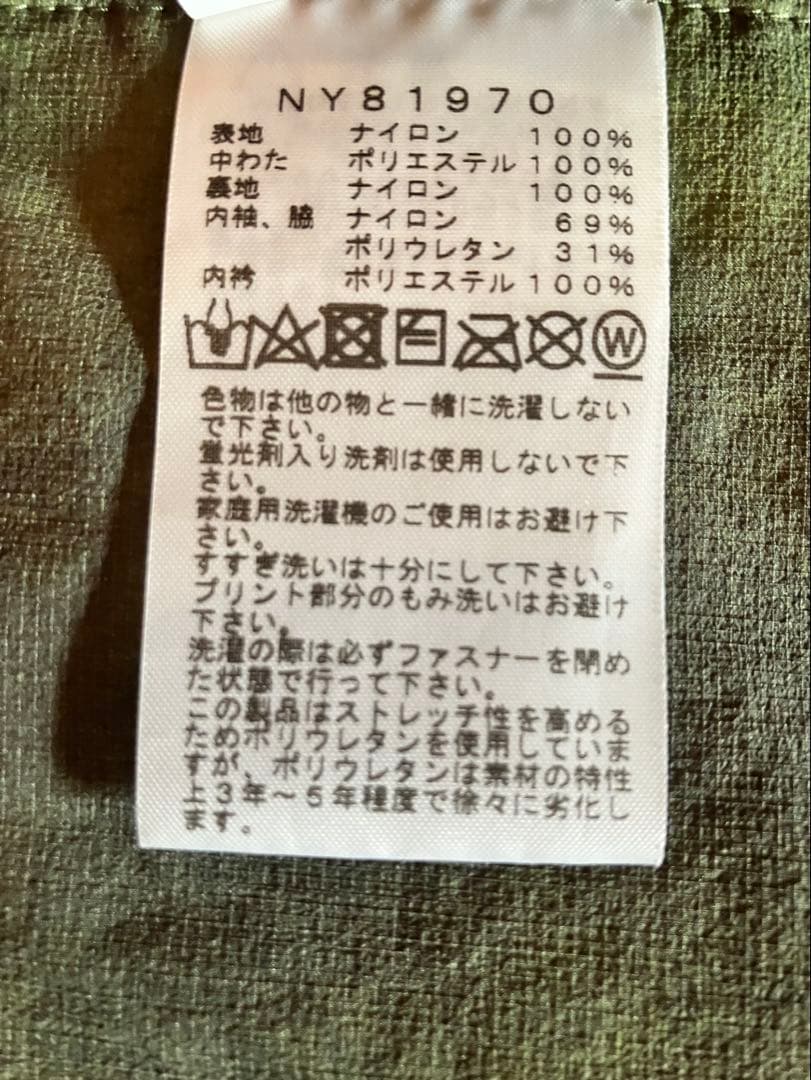 NY81970
表地 ナイロン 100%
中わた ポリエステル 100%
裏地 ナイロン 100%
内袖、脇 ナイロン 69%
ポリウレタン 31%
内衿 ポリエステル 100%
W
色物は他の物と一緒に洗濯しない
で下さい。
蛍光剤入り洗剤は使用しないで下
さい。
家庭用洗濯機のご使用はお避け下
さい。
すすぎ洗いは十分にして下さい。
プリント部分のもみ洗いはお避け
下さい。
洗濯の際は必ずファスナーを閉め
た状態で行って下さい。
この製品はストレッチ性を高める
ためポリウレタンを使用していま
すが、ポリウレタンは素材の特性
上3年～5年程度で徐々に劣化し
ます。